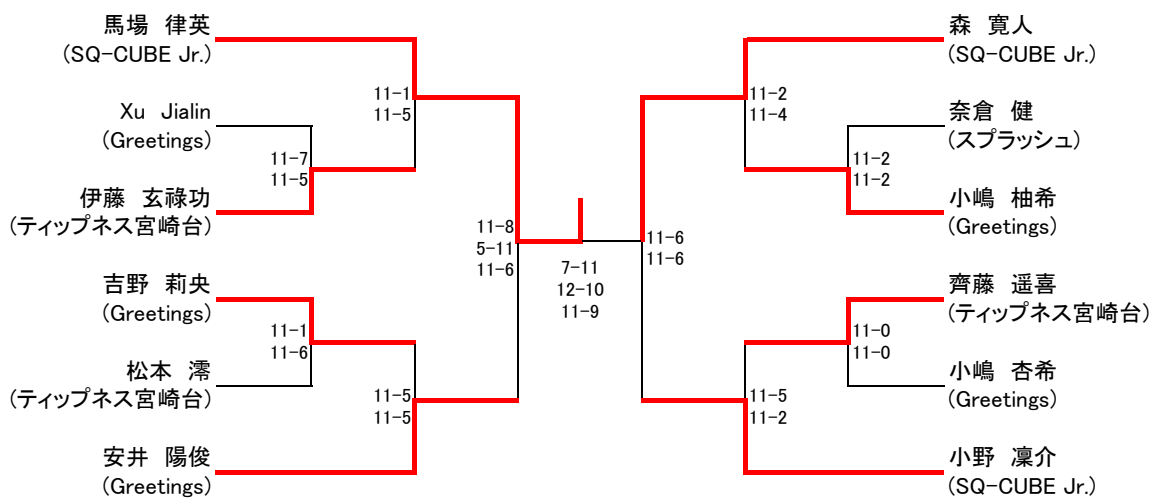 馬場 律英
(SQ-CUBE Jr.)
Xu Jialin
(Greetings)
伊藤 玄祿功
(ティップネス宮崎台)
吉野 莉央
(Greetings)
松本 澪
(ティップネス宮崎台)
安井 陽俊
(Greetings)
11-1
11-5
11-7
11-5
11-1
11-6
11-5
11-5
11-8
5-11
11-6
7-11
12-10
11-9
11-6
11-6
11-2
11-4
11-2
11-2
11-0
11-0
11-5
11-2
森 寛人
(SQ-CUBE Jr.)
奈倉 健
(スプラッシュ)
小嶋 柚希
(Greetings)
齊藤 遥喜
(ティップネス宮崎台)
小嶋 杏希
(Greetings)
小野 凜介
(SQ-CUBE Jr.)